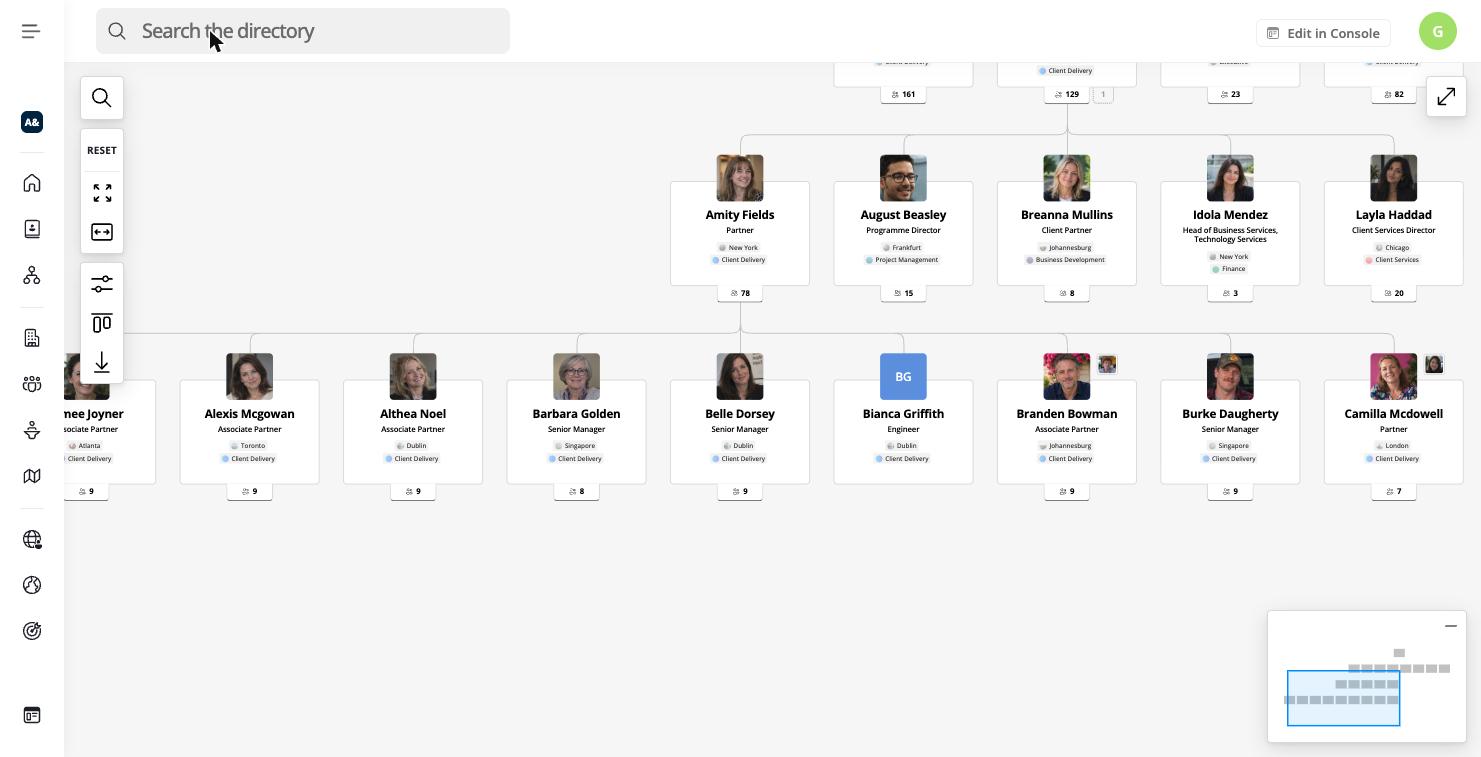 Search the directory
Edit in Console
G
A&
RESET
Client Delivery
161
129
1
23
82
Amity Fields
Partner
New York
Client Delivery
78
August Beasley
Programme Director
Frankfurt
Project Management
15
Breanna Mullins
Client Partner
Johannesburg
Business Development
8
Idola Mendez
Head of Business Services,
Technology Services
New York
Finance
3
Layla Haddad
Client Services Director
Chicago
Client Services
20
mee Joyner
sociate Partner
Atlanta
Client Delivery
9
Alexis Mcgowan
Associate Partner
Toronto
Client Delivery
9
Althea Noel
Associate Partner
Dublin
Client Delivery
9
Barbara Golden
Senior Manager
Singapore
Client Delivery
8
Belle Dorsey
Senior Manager
Dublin
Client Delivery
9
BG
Bianca Griffith
Engineer
Dublin
Client Delivery
Branden Bowman
Associate Partner
Johannesburg
Client Delivery
9
Burke Daugherty
Senior Manager
Singapore
Client Delivery
9
Camilla Mcdowell
Partner
London
Client Delivery
7